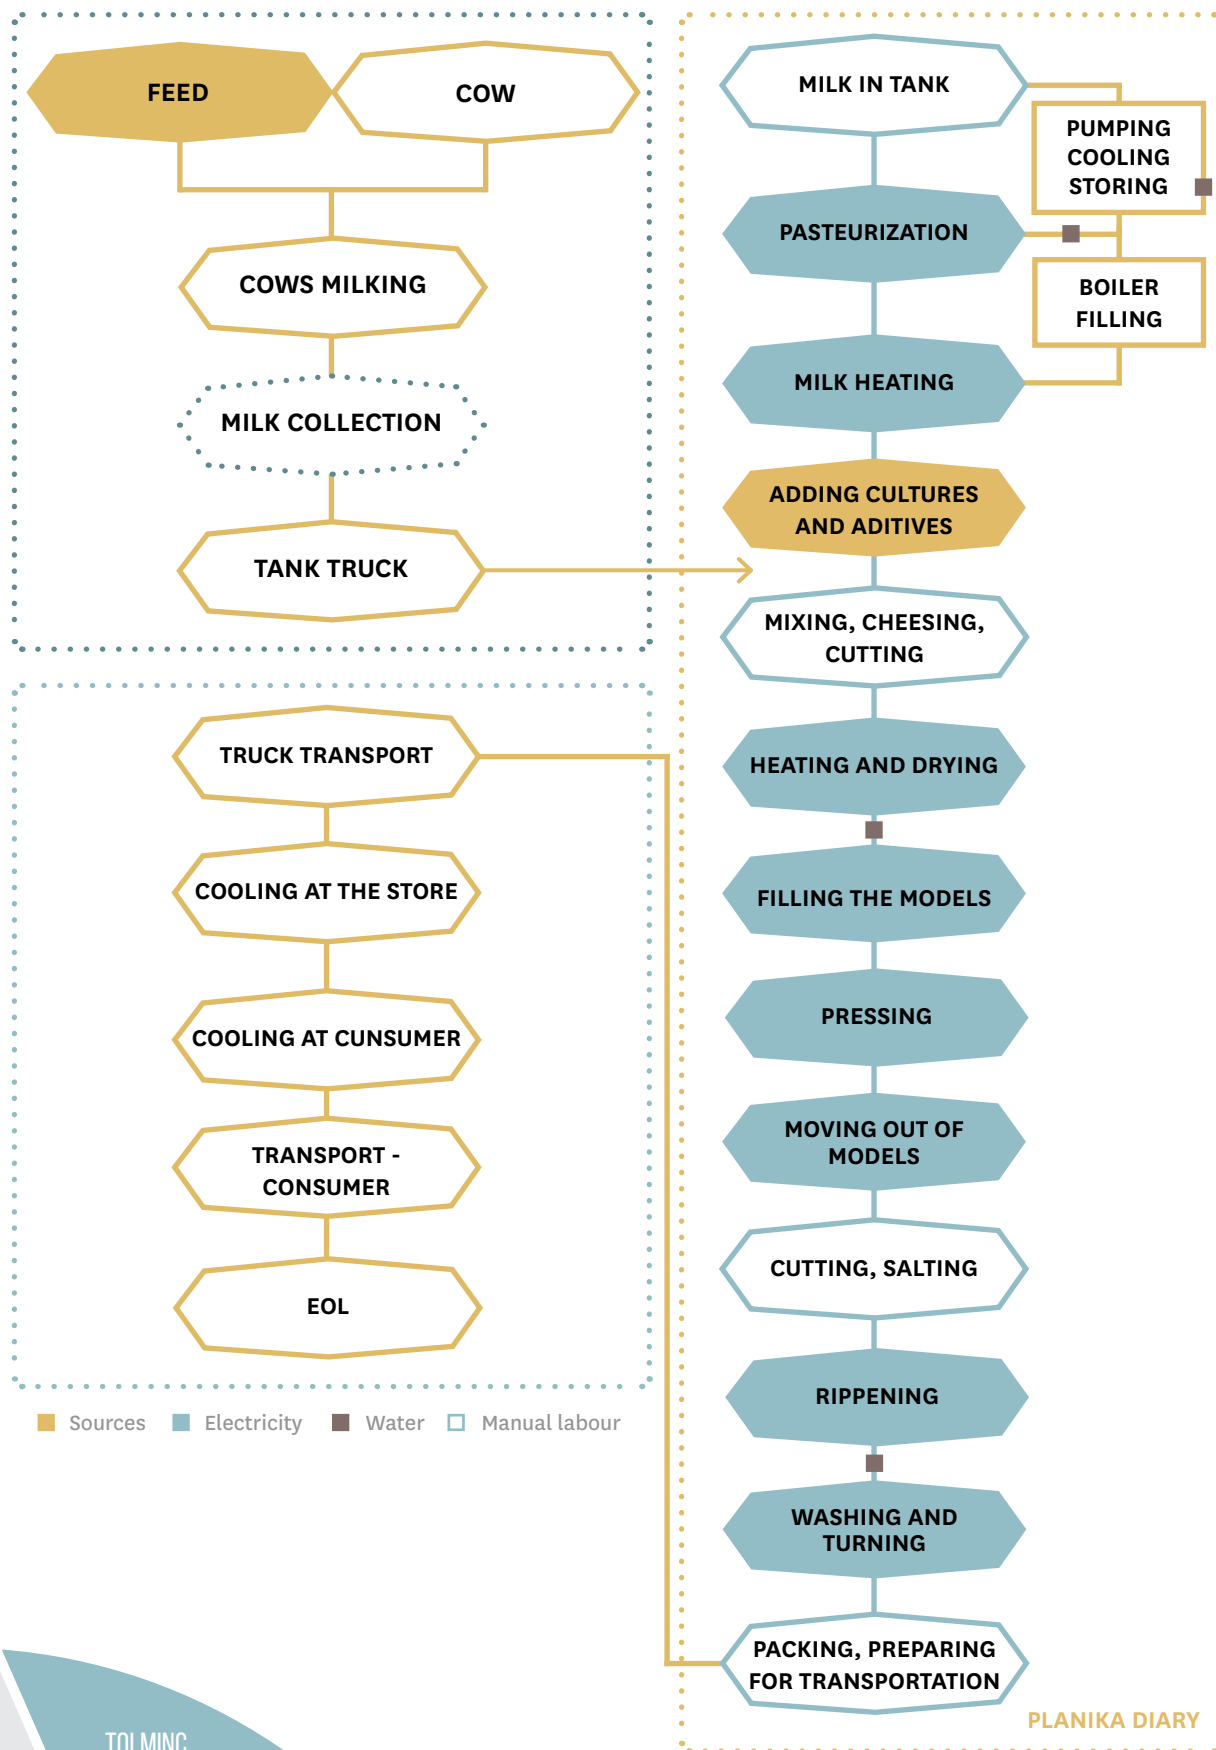 FEED
COW
COWS MILKING
MILK COLLECTION
TANK TRUCK
TRUCK TRANSPORT
COOLING AT THE STORE
COOLING AT CUNSUMER
TRANSPORT -
CONSUMER
EOL
Sources
Electricity
Water
Manual labour
MILK IN TANK
PUMPING
COOLING
STORING
PASTEURIZATION
BOILER
FILLING
MILK HEATING
ADDING CULTURES
AND ADITIVES
MIXING, CHEESING,
CUTTING
HEATING AND DRYING
FILLING THE MODELS
PRESSING
MOVING OUT OF
MODELS
CUTTING, SALTING
RIPPENING
WASHING AND
TURNING
PACKING, PREPARING
FOR TRANSPORTATION
PLANIKA DIARY
TOLMINC